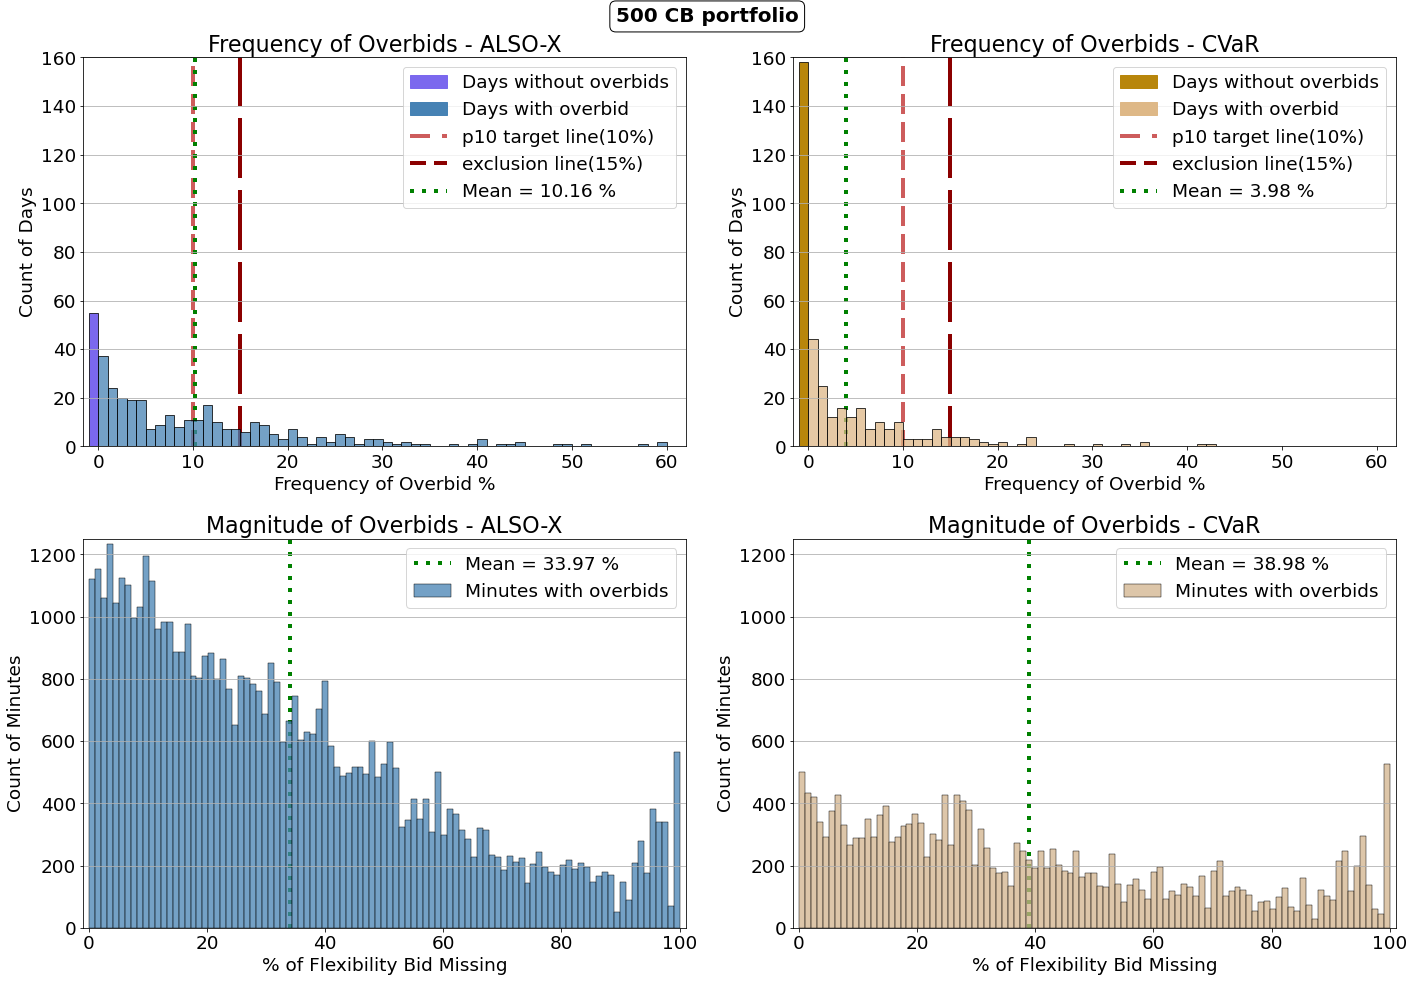 500 CB portfolio
Frequency of Overbids - ALSO-X
160
140
120
100
80
60
40
20
0
Count of Days
Days without overbids
Days with overbid
p10 target line(10%)
exclusion line(15%)
Mean = 10.16 %
0 10 20 30 40 50 60
Frequency of Overbid %
Frequency of Overbids - CVaR
160
140
120
100
80
60
40
20
0
Count of Days
Days without overbids
Days with overbid
p10 target line(10%)
exclusion line(15%)
Mean = 3.98 %
0 10 20 30 40 50 60
Frequency of Overbid %
Magnitude of Overbids - ALSO-X
1200
1000
800
600
400
200
0
Count of Minutes
Mean = 33.97 %
Minutes with overbids
0 20 40 60 80 100
% of Flexibility Bid Missing
Magnitude of Overbids - CVaR
1200
1000
800
600
400
200
0
Count of Minutes
Mean = 38.98 %
Minutes with overbids
0 20 40 60 80 100
% of Flexibility Bid Missing